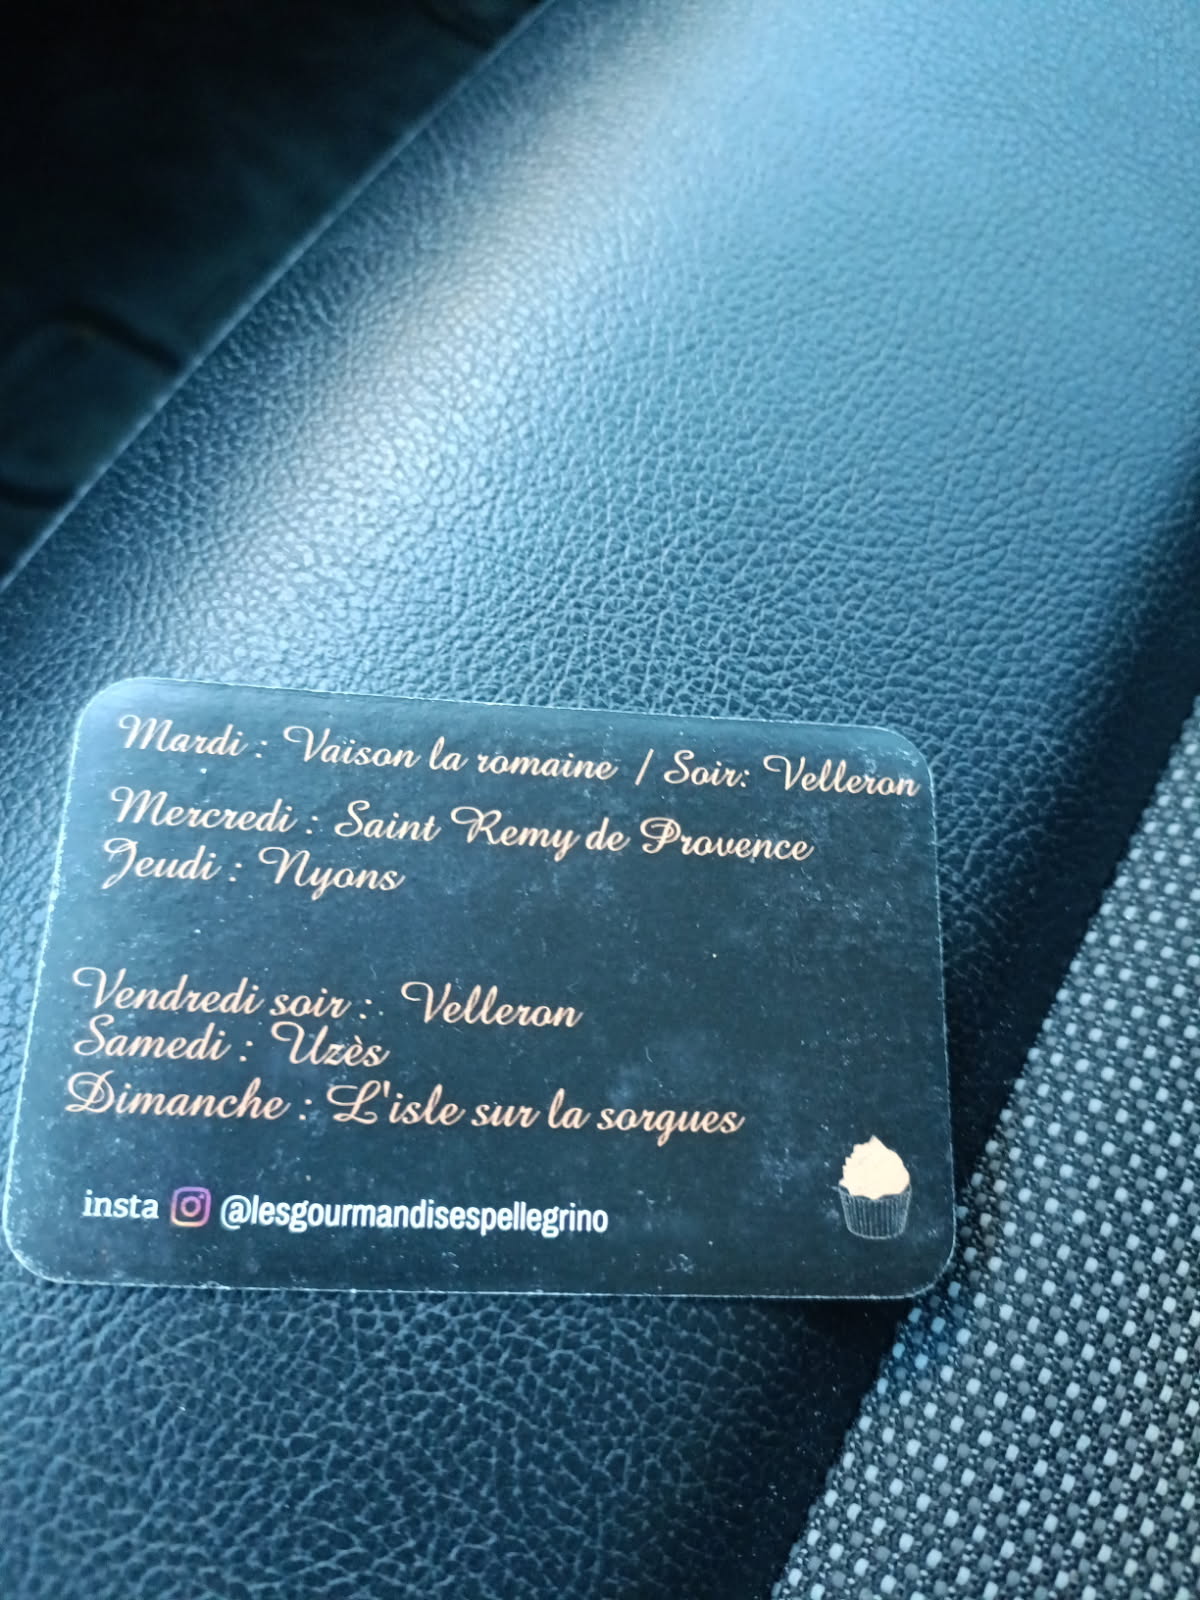 Mardi : Vaison la romaine / Soir: Velleron
Mercredi : Saint Remy de Provence
Jeudi : Nyons
Vendredi soir : Velleron
Samedi : Uzès
Dimanche : L'isle sur la sorgues
insta @lesgourmandisespellegrino